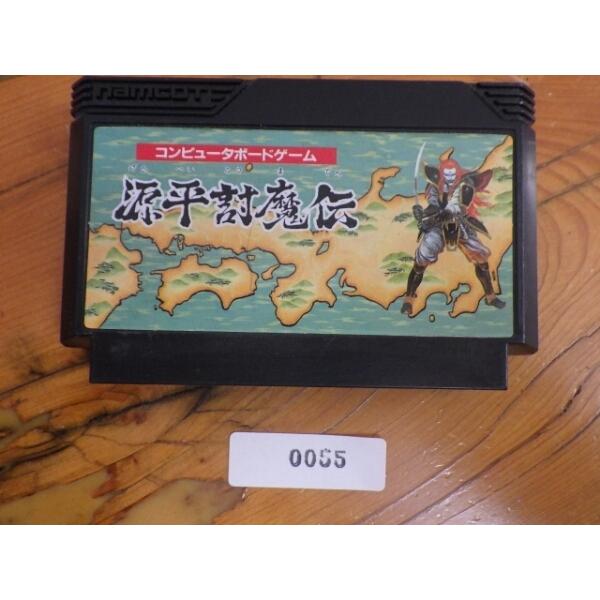 namcot
コンピュータボードゲーム
げん ぺい とう ま でん
源平討魔伝
0055